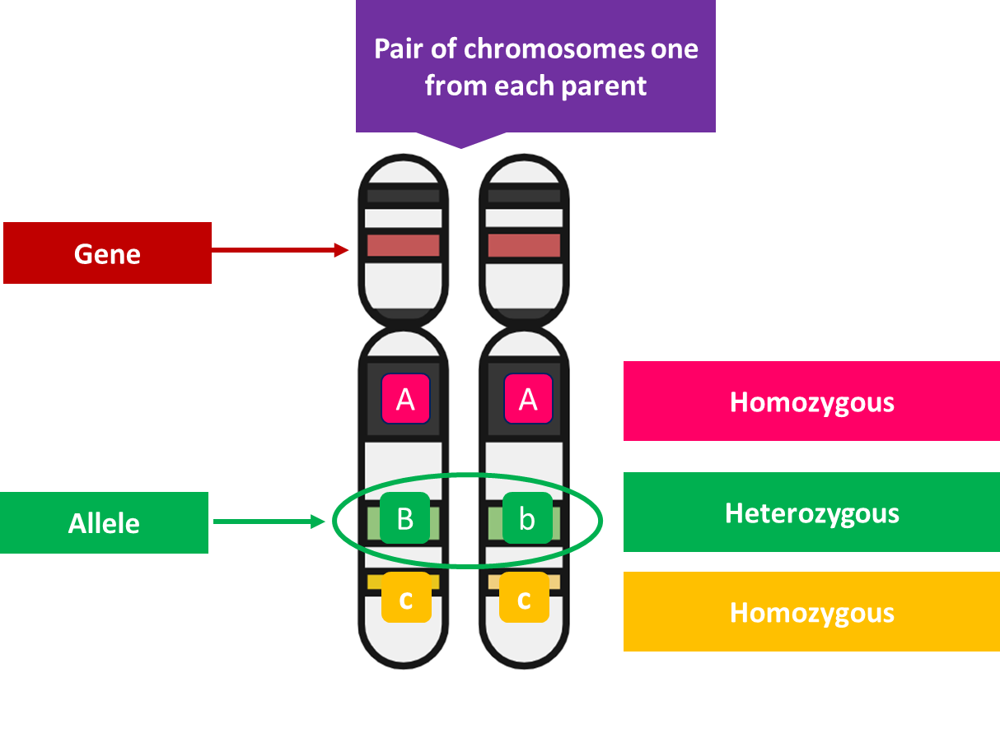 Pair of chromosomes one
from each parent
Gene
A A
Homozygous
Allele
B b
Heterozygous
c c
Homozygous